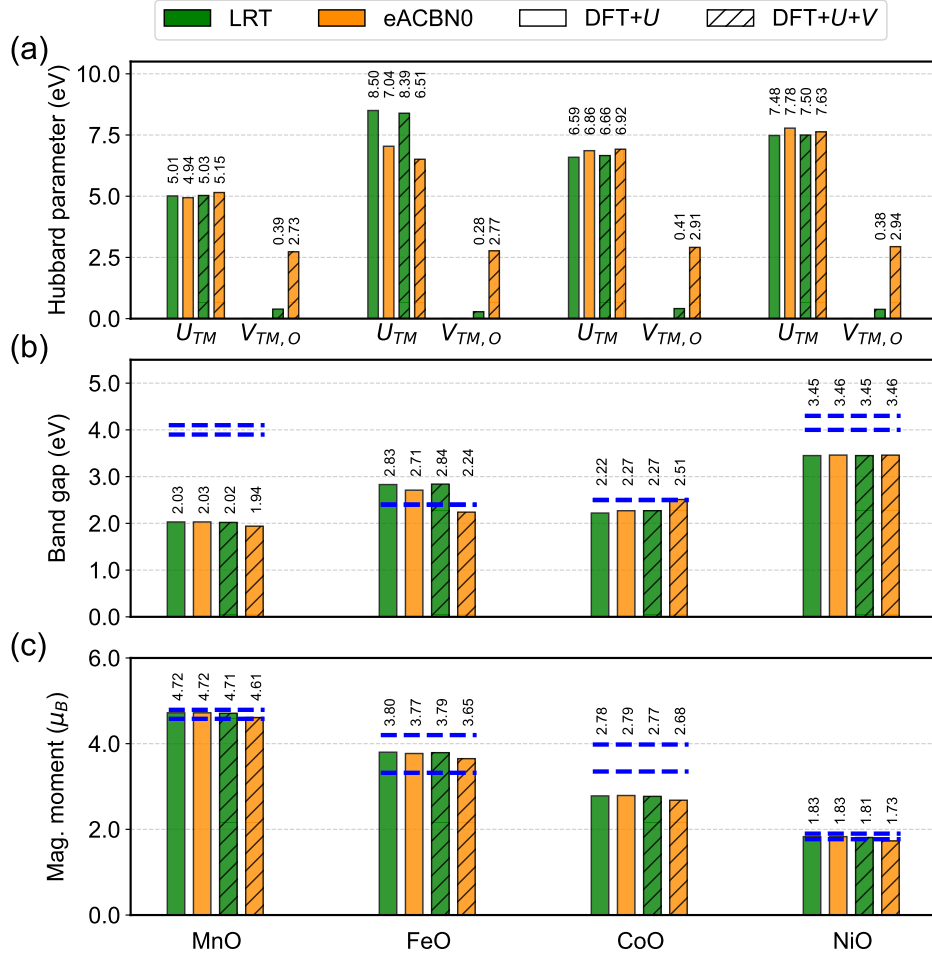 LRT eACBN0 DFT+U DFT+U+V
(a)
Hubbard parameter (eV)
10.0
7.5
5.0
2.5
0.0
5.01 4.94 5.03 5.15 0.39 2.73 8.50 7.04 8.39 6.51 0.28 2.77 6.59 6.86 6.66 6.92 0.41 2.91 7.48 7.78 7.50 7.63 0.38 2.94
U_TM V_TM,O U_TM V_TM,O U_TM V_TM,O U_TM V_TM,O
(b)
Band gap (eV)
5.0
4.0
3.0
2.0
1.0
0.0
2.03 2.03 2.02 1.94 2.83 2.71 2.84 2.24 2.22 2.27 2.27 2.51 3.45 3.46 3.45 3.46
(c)
Mag. moment (μ_B)
6.0
4.0
2.0
0.0
4.72 4.72 4.71 4.61 3.80 3.77 3.79 3.65 2.78 2.79 2.77 2.68 1.83 1.83 1.81 1.73
MnO FeO CoO NiO